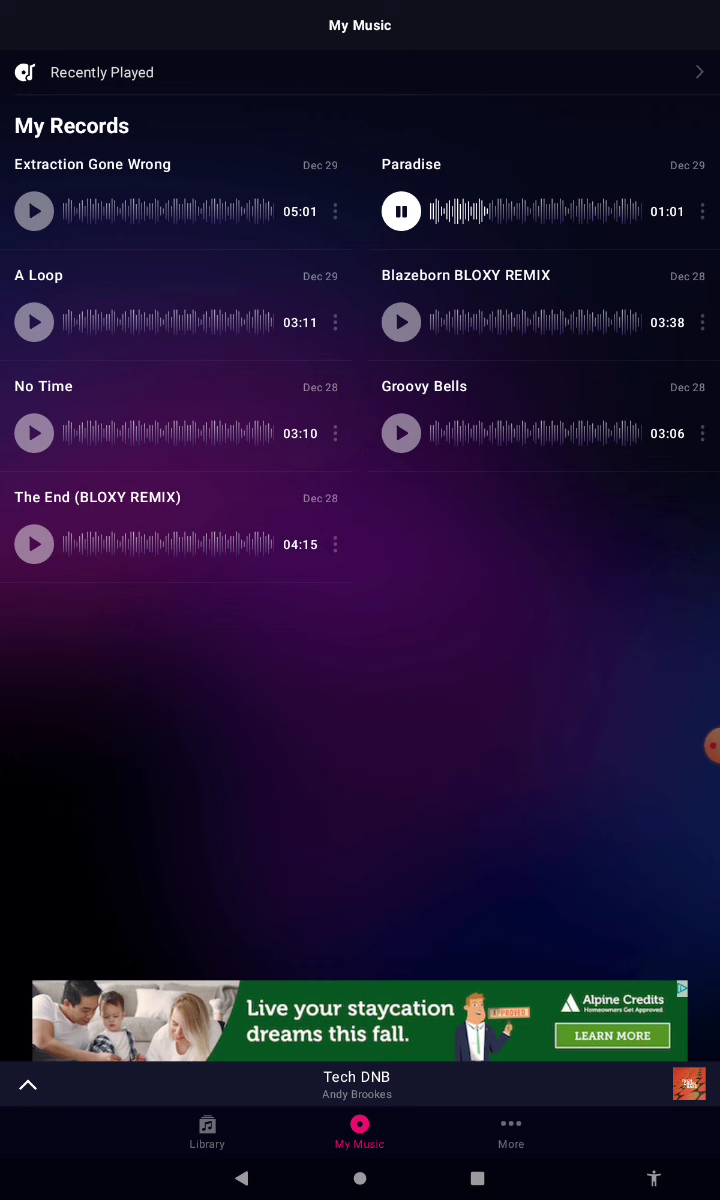 My Music
Recently Played
My Records
Extraction Gone Wrong
Dec 29
05:01
Paradise
Dec 29
01:01
A Loop
Dec 29
03:11
Blazeborn BLOXY REMIX
Dec 28
03:38
No Time
Dec 28
03:10
Groovy Bells
Dec 28
03:06
The End (BLOXY REMIX)
Dec 28
04:15
Live your staycation
dreams this fall.
APPROVED
Alpine Credits
Homeowners Get Approved.
LEARN MORE
Tech DNB
Andy Brookes
Library
My Music
More